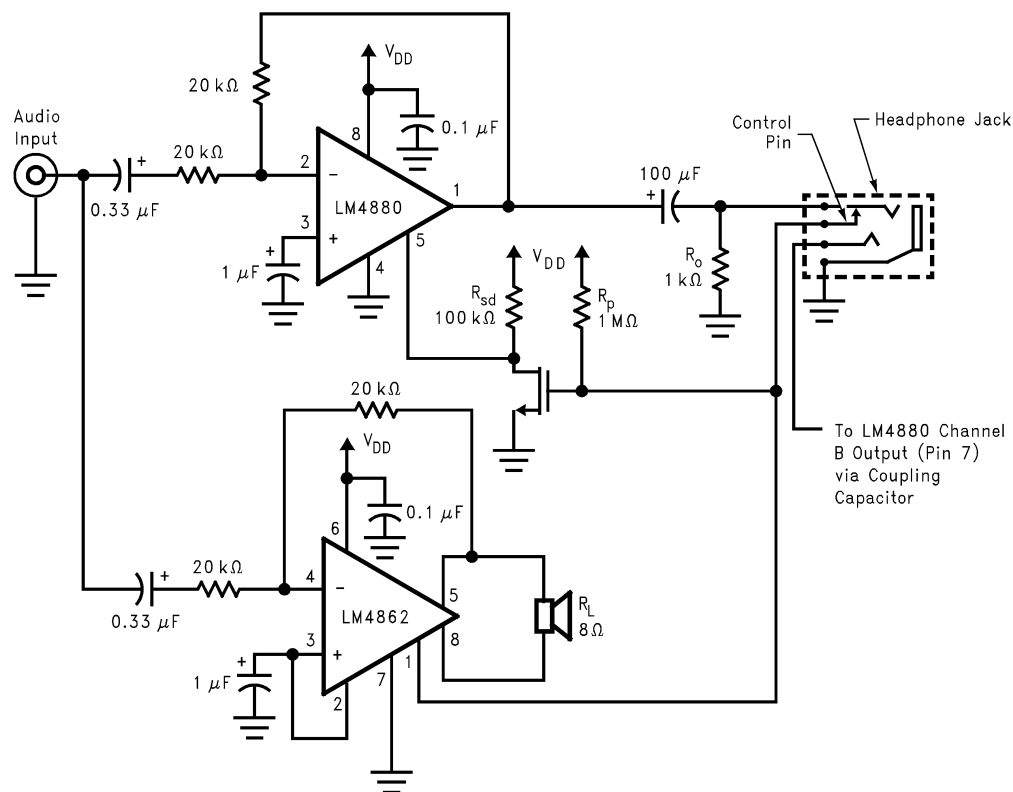 V_DD
20 kΩ
Audio
Input
8
0.1 μF
Control
Pin
Headphone Jack
20 kΩ
2
−
+
0.33 μF
LM4880
1
100 μF
+
3
+
5
+
1 μF
4
V_DD
R_o
1 kΩ
R_sd
100 kΩ
R_p
1 MΩ
20 kΩ
V_DD
To LM4880 Channel
B Output (Pin 7)
via Coupling
Capacitor
0.1 μF
6
20 kΩ
+
4
−
0.33 μF
LM4862
5
R_L
8Ω
8
3
+
1
+
1 μF
7
2